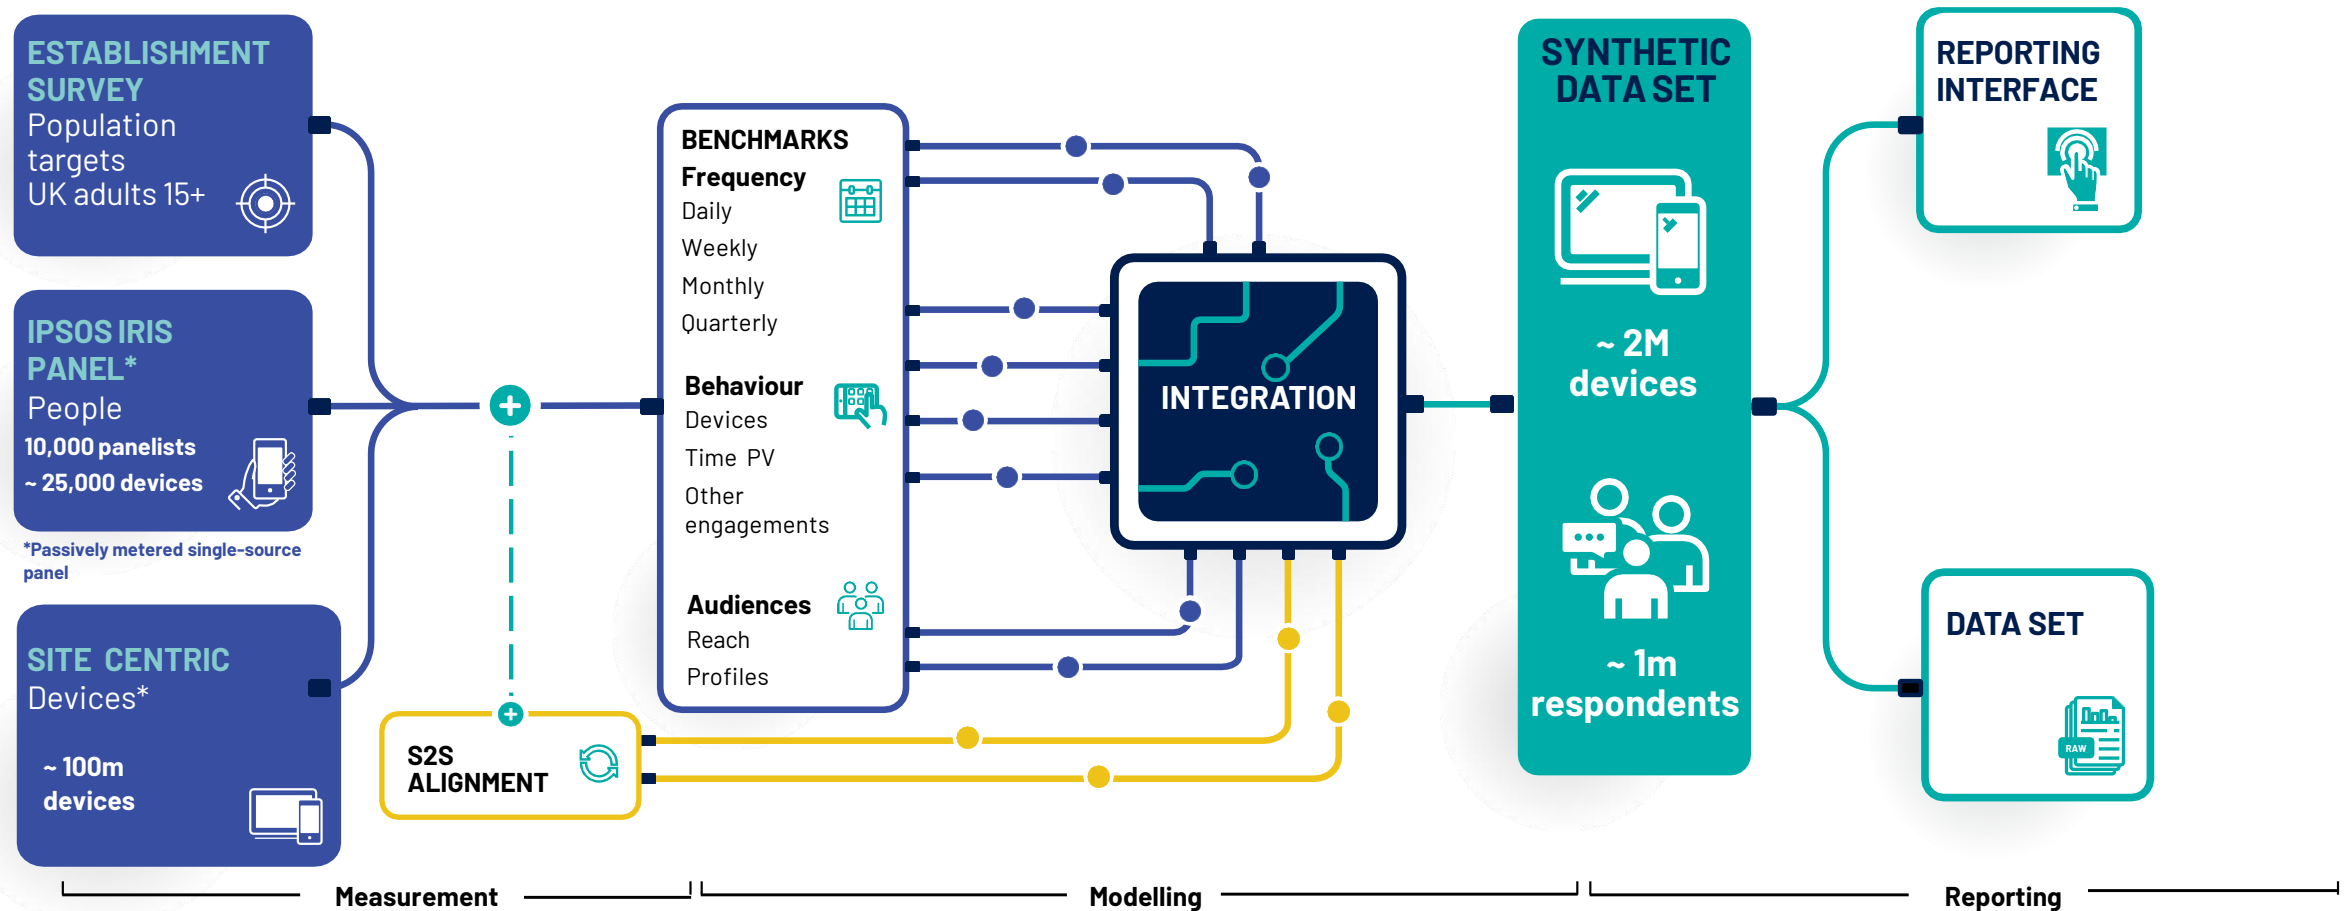 ESTABLISHMENT
SURVEY
Population
targets
UK adults 15+
IPSOS IRIS
PANEL*
People
10,000 panelists
~ 25,000 devices
*Passively metered single-source
panel
SITE CENTRIC
Devices*
~ 100m
devices
S2S
ALIGNMENT
BENCHMARKS
Frequency
Daily
Weekly
Monthly
Quarterly
Behaviour
Devices
Time PV
Other
engagements
Audiences
Reach
Profiles
INTEGRATION
SYNTHETIC
DATA SET
~ 2M
devices
~ 1m
respondents
REPORTING
INTERFACE
DATA SET
RAW
Measurement
Modelling
Reporting